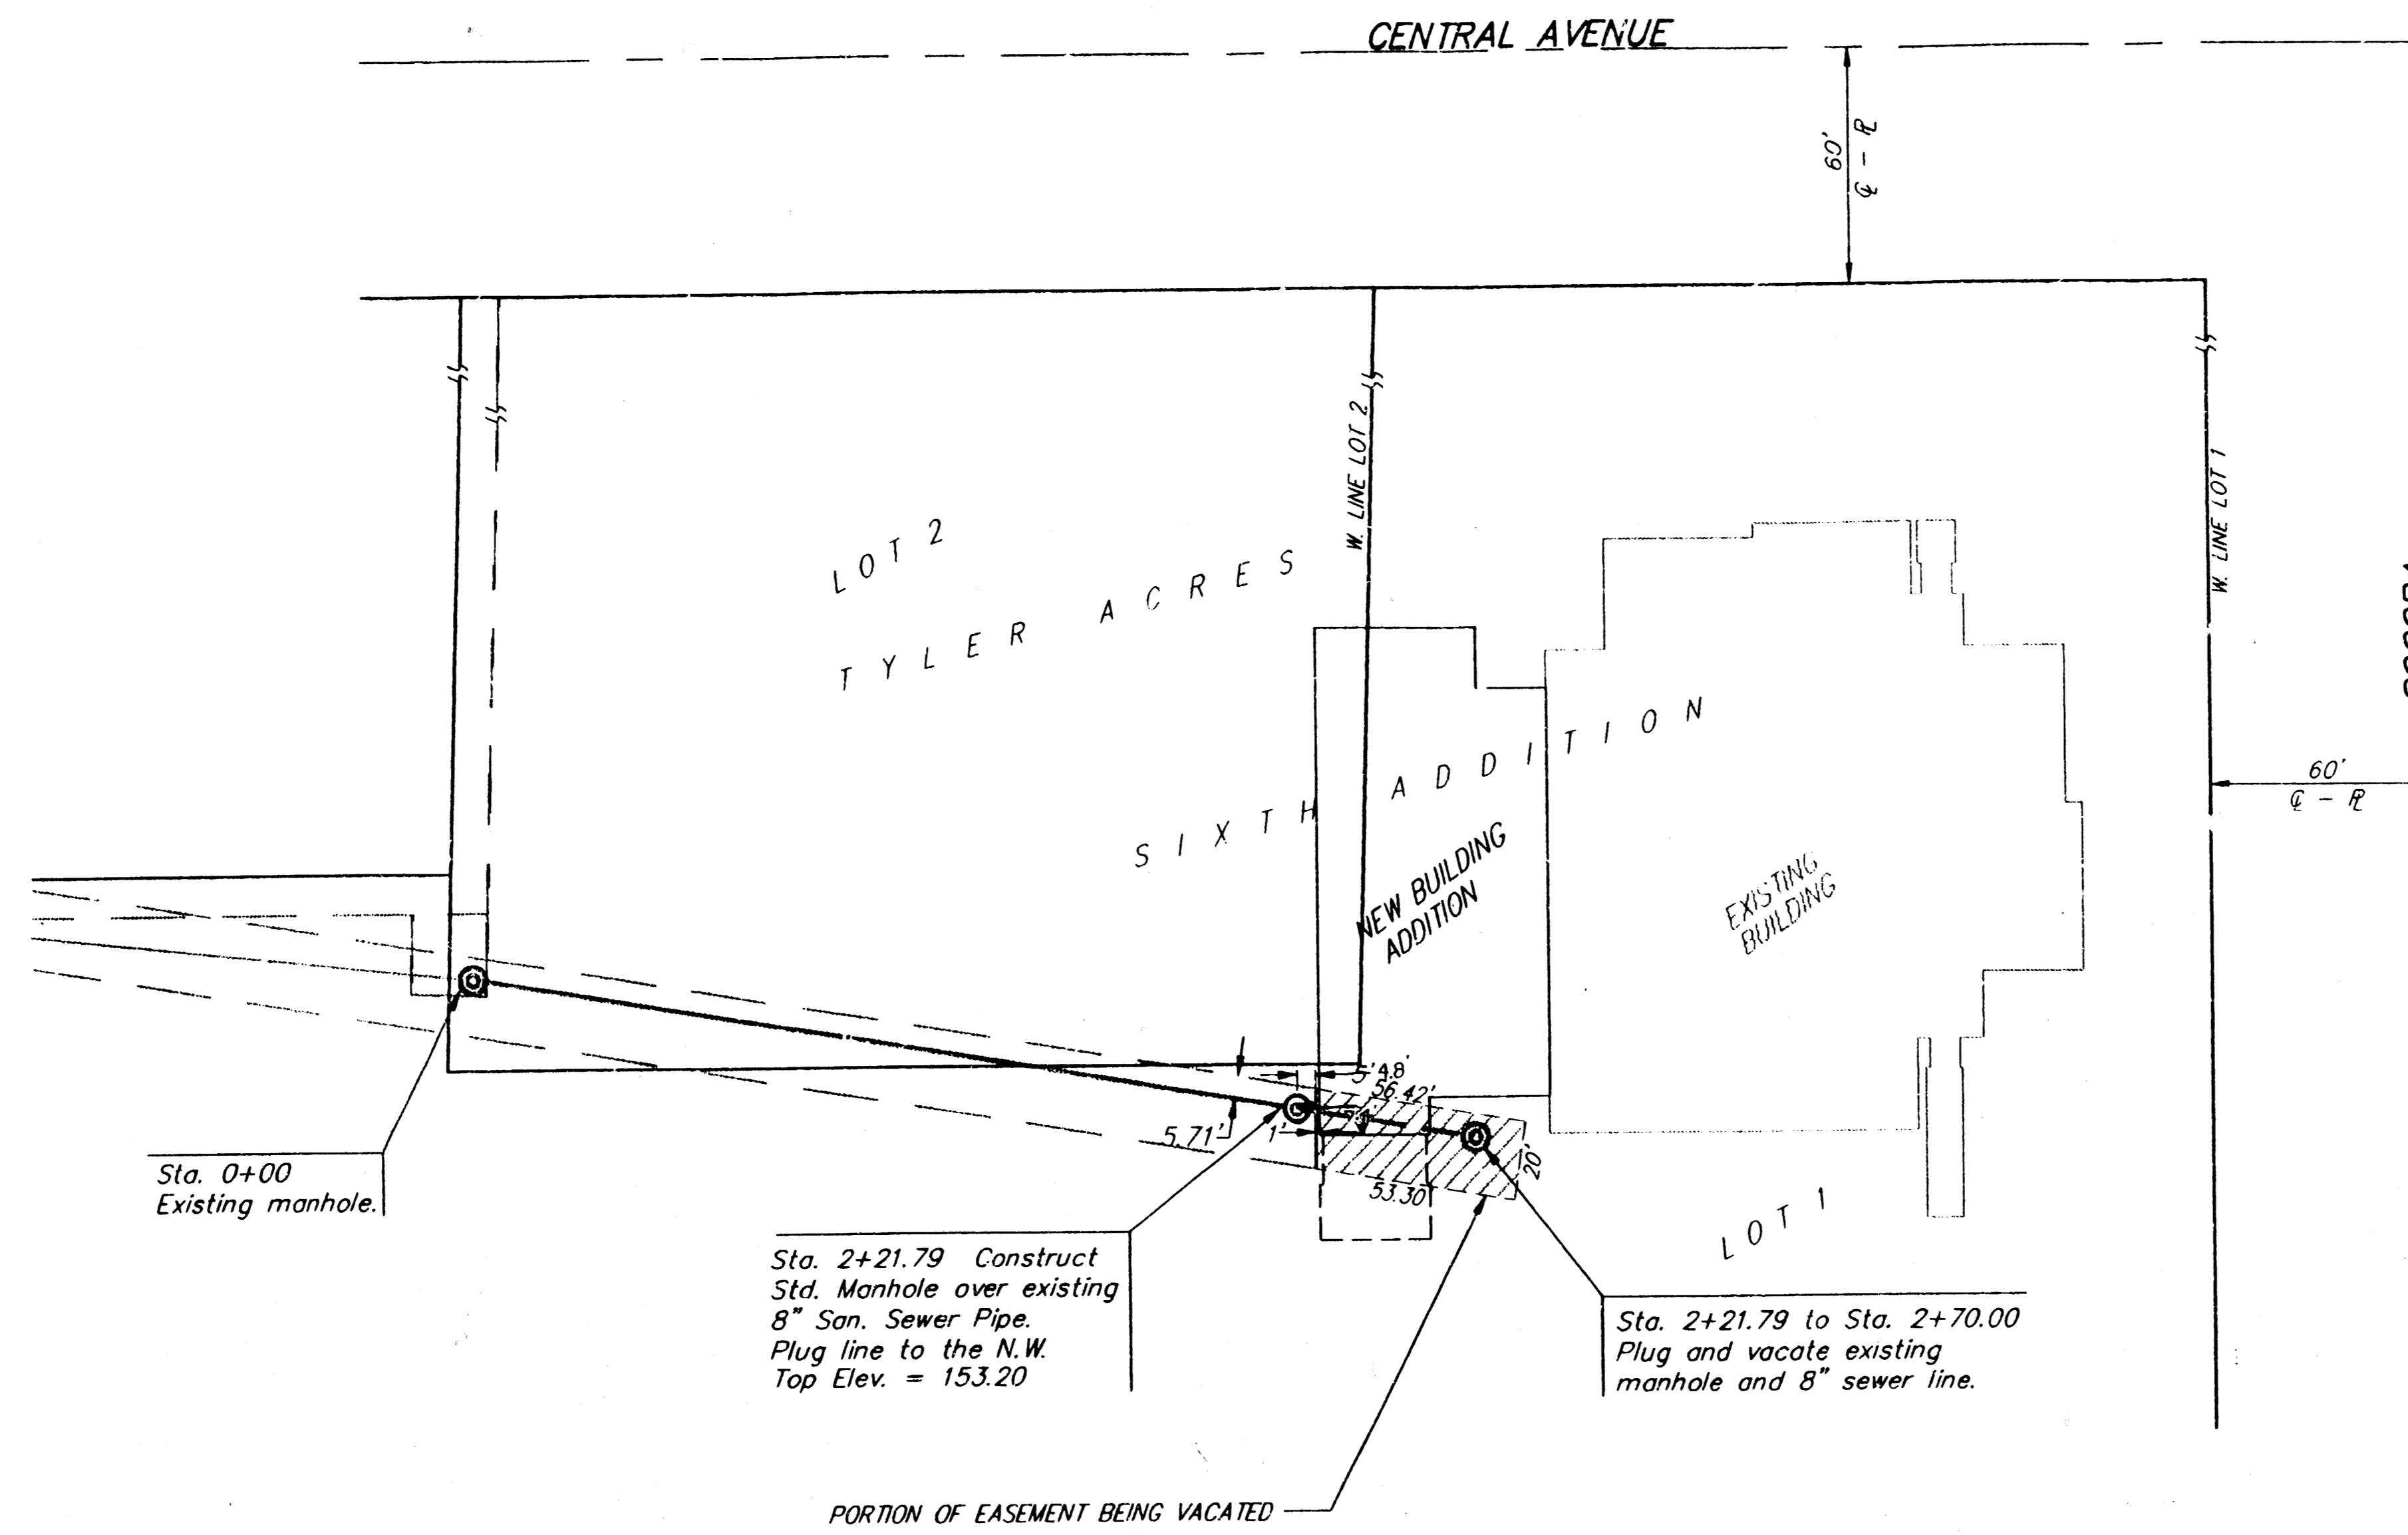 CENTRAL AVENUE
60'
℄ - ℞
W. LINE LOT 2
W. LINE LOT 1
LOT 2
TYLER ACRES
SIXTH ADDITION
NEW BUILDING
ADDITION
EXISTING
BUILDING
60'
℄ - ℞
5'
4.8'
56.42'
5.71'
1'
20'
53.30
LOT 1
Sta. 0+00
Existing manhole.
Sta. 2+21.79 Construct
Std. Manhole over existing
8" San. Sewer Pipe.
Plug line to the N.W.
Top Elev. = 153.20
Sta. 2+21.79 to Sta. 2+70.00
Plug and vacate existing
manhole and 8" sewer line.
PORTION OF EASEMENT BEING VACATED